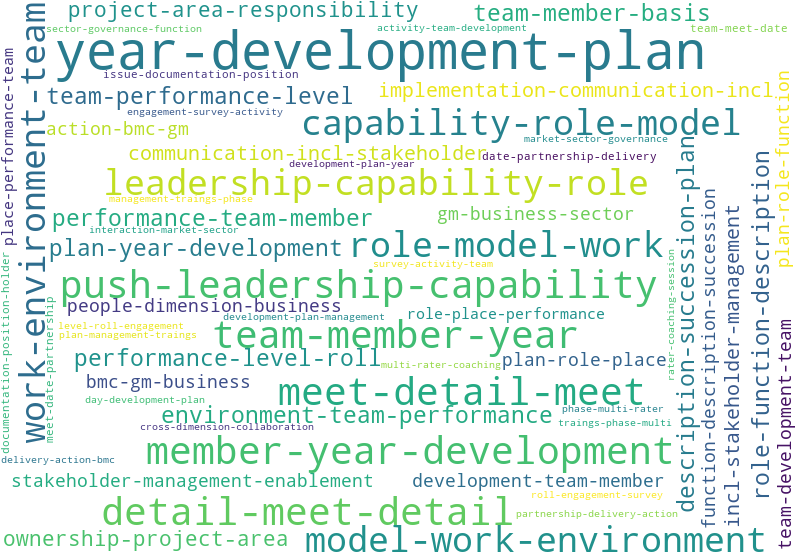 project-area-responsibility
team-member-basis
sector-governance-function
activity-team-development
team-meet-date
year-development-plan
issue-documentation-position
team-performance-level
implementation-communication-incl
engagement-survey-activity
action-bmc-gm
capability-role-model
market-sector-governance
communication-incl-stakeholder
date-partnership-delivery
development-plan-year
leadership-capability-role
management-traings-phase
performance-team-member
gm-business-sector
interaction-market-sector
plan-year-development
role-model-work
survey-activity-team
push-leadership-capability
people-dimension-business
development-plan-management
role-place-performance
level-roll-engagement
plan-management-traings
team-member-year
performance-level-roll
multi-rater-coaching
plan-role-place
bmc-gm-business
meet-detail-meet
day-development-plan
environment-team-performance
phase-multi-rater
traings-phase-multi
cross-dimension-collaboration
member-year-development
delivery-action-bmc
stakeholder-management-enablement
development-team-member
roll-engagement-survey
detail-meet-detail
partnership-delivery-action
ownership-project-area
model-work-environment
place-performance-team
work-environment-team
documentation-position-holder
meet-date-partnership
rater-coaching-session
description-succession-plan
function-description-succession
incl-stakeholder-management
role-function-description
plan-role-function
team-development-team